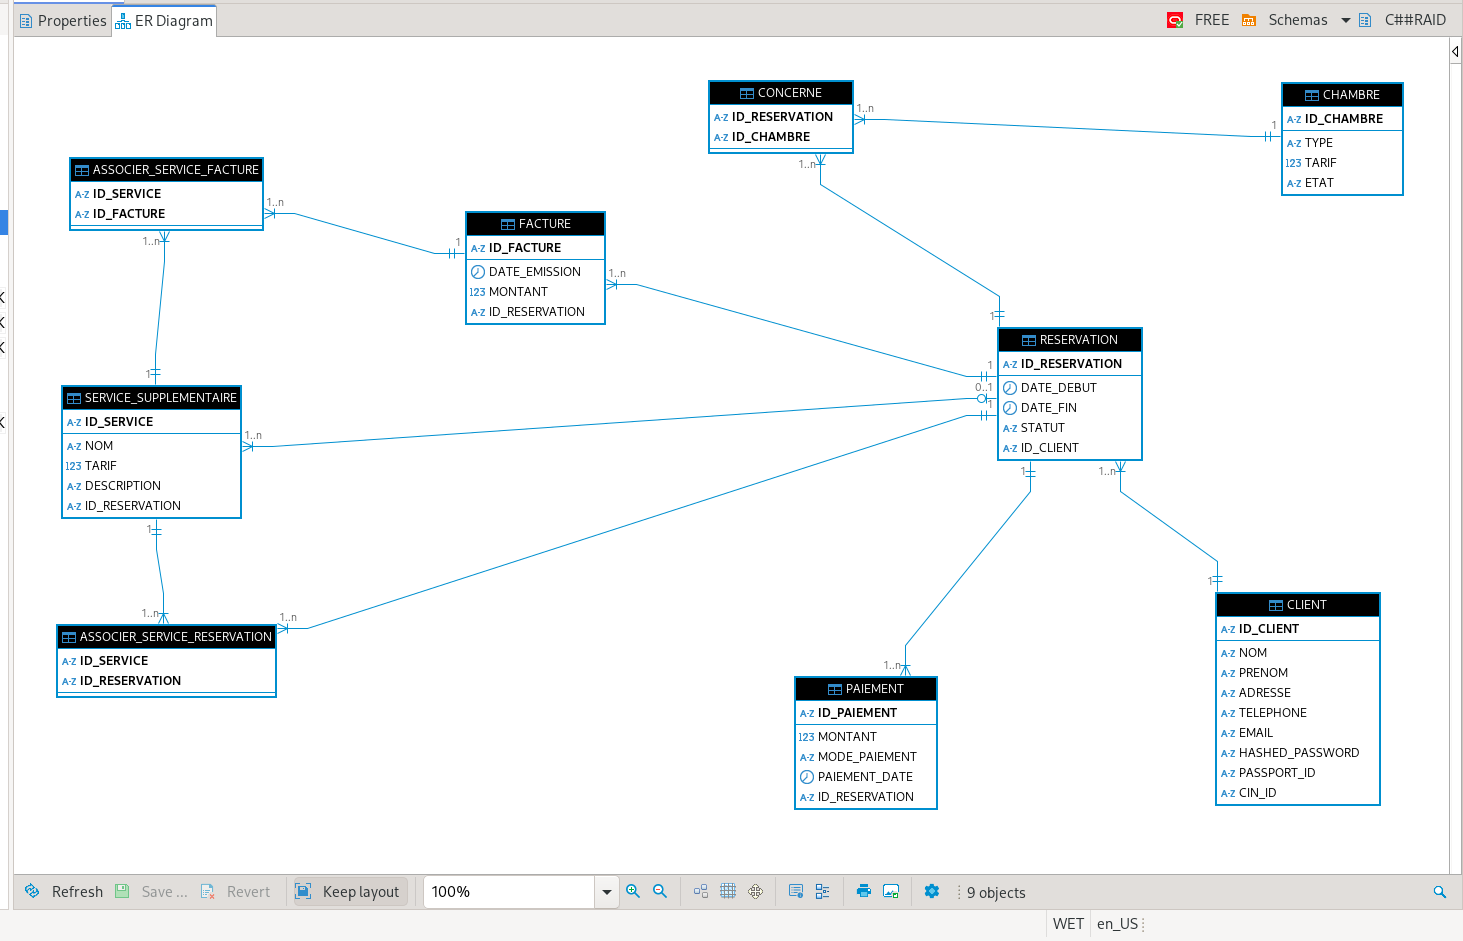 Properties
ER Diagram
FREE
Schemas
C##RAID
CONCERNE
A-Z ID_RESERVATION
A-Z ID_CHAMBRE
1..n
1..n
CHAMBRE
A-Z ID_CHAMBRE
A-Z TYPE
123 TARIF
A-Z ETAT
1
ASSOCIER_SERVICE_FACTURE
A-Z ID_SERVICE
A-Z ID_FACTURE
1..n
1..n
FACTURE
A-Z ID_FACTURE
DATE_EMISSION
123 MONTANT
A-Z ID_RESERVATION
1
1..n
RESERVATION
A-Z ID_RESERVATION
DATE_DEBUT
DATE_FIN
A-Z STATUT
A-Z ID_CLIENT
1
1
0..1
1
1
1..n
SERVICE_SUPPLEMENTAIRE
A-Z ID_SERVICE
A-Z NOM
123 TARIF
A-Z DESCRIPTION
A-Z ID_RESERVATION
1
1..n
1
ASSOCIER_SERVICE_RESERVATION
A-Z ID_SERVICE
A-Z ID_RESERVATION
1..n
1..n
PAIEMENT
A-Z ID_PAIEMENT
123 MONTANT
A-Z MODE_PAIEMENT
PAIEMENT_DATE
A-Z ID_RESERVATION
1..n
CLIENT
A-Z ID_CLIENT
A-Z NOM
A-Z PRENOM
A-Z ADRESSE
A-Z TELEPHONE
A-Z EMAIL
A-Z HASHED_PASSWORD
A-Z PASSPORT_ID
A-Z CIN_ID
1
K
K
K
K
Refresh
Save ...
Revert
Keep layout
100%
9 objects
WET
en_US